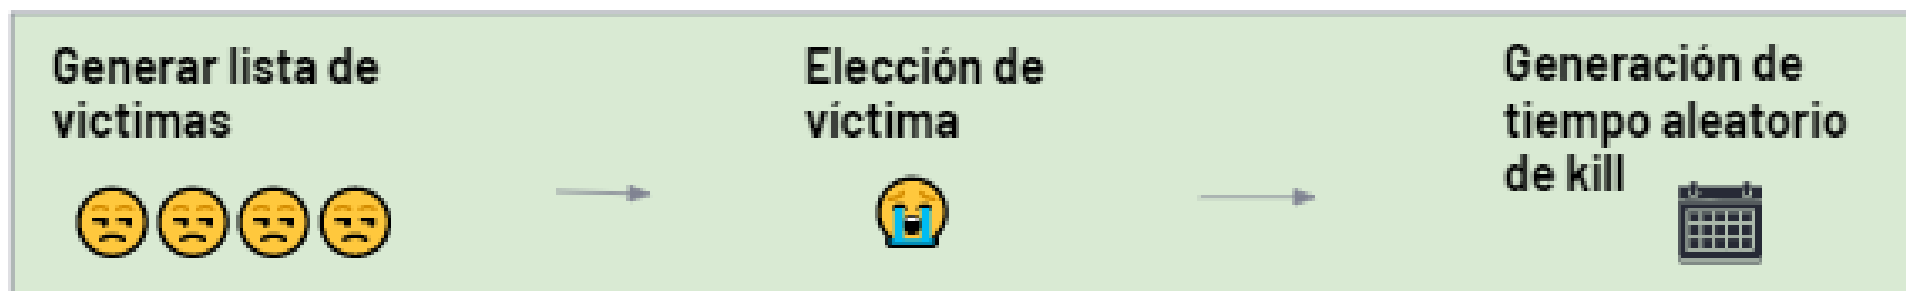 Generar lista de
victimas
Elección de
víctima
Generación de
tiempo aleatorio
de kill